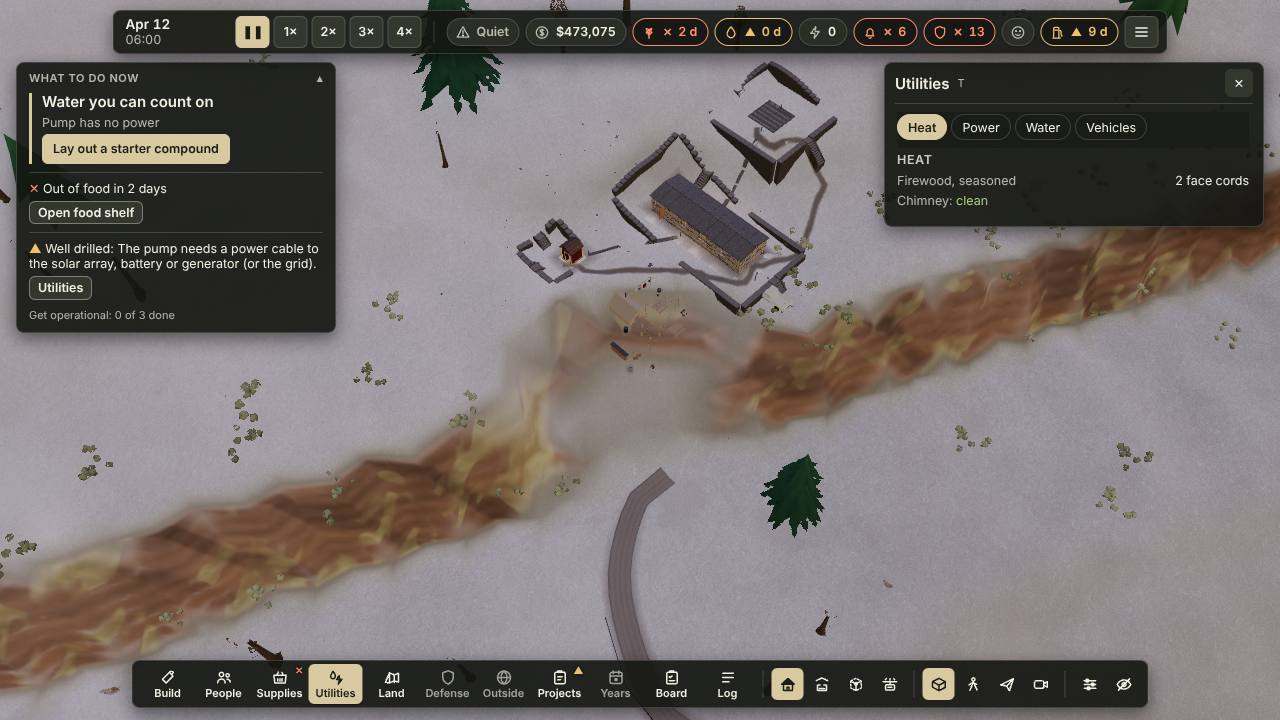 Apr 12
06:00
1×
2×
3×
4×
Quiet
$473,075
× 2 d
0 d
0
× 6
× 13
9 d
WHAT TO DO NOW
Water you can count on
Pump has no power
Lay out a starter compound
× Out of food in 2 days
Open food shelf
Well drilled: The pump needs a power cable to
the solar array, battery or generator (or the grid).
Utilities
Get operational: 0 of 3 done
Utilities T
Heat Power Water Vehicles
HEAT
Firewood, seasoned 2 face cords
Chimney: clean
Build People Supplies Utilities Land Defense Outside Projects Years Board Log